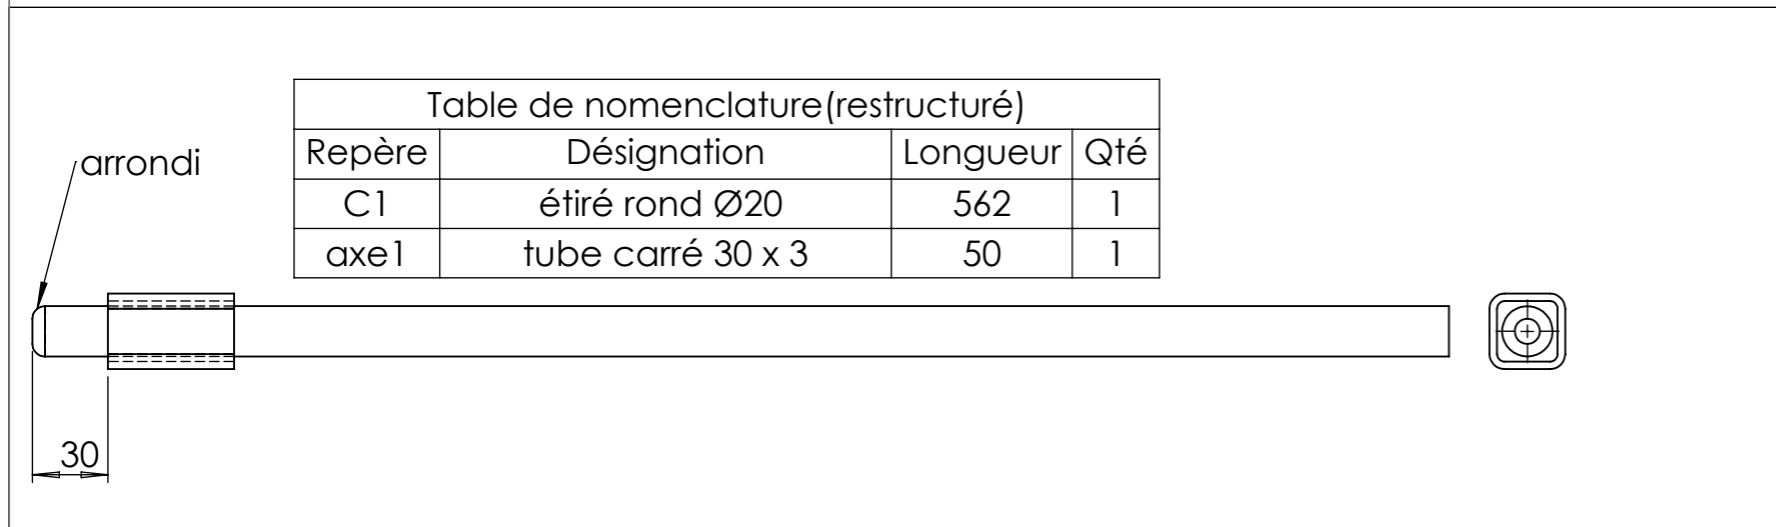 Table de nomenclature(restructuré)
Repère Désignation Longueur Qté
C1 étiré rond Ø20 562 1
axe1 tube carré 30 x 3 50 1
arrondi
30